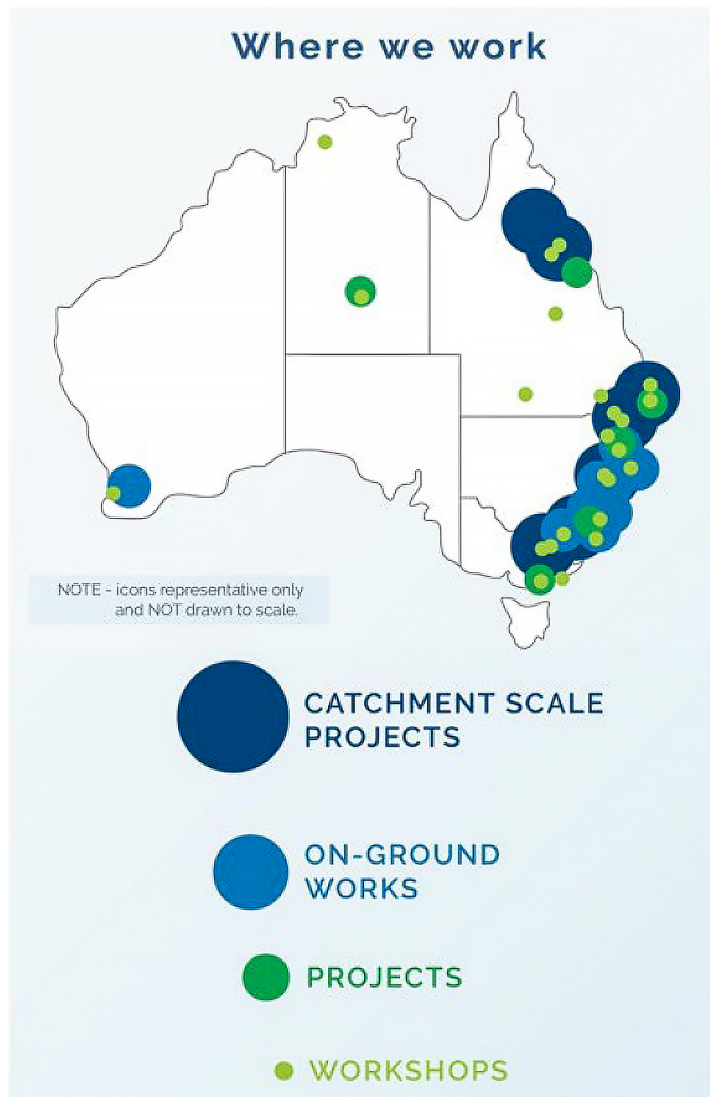 Where we work
NOTE - icons representative only
and NOT drawn to scale.
CATCHMENT SCALE
PROJECTS
ON-GROUND
WORKS
PROJECTS
WORKSHOPS